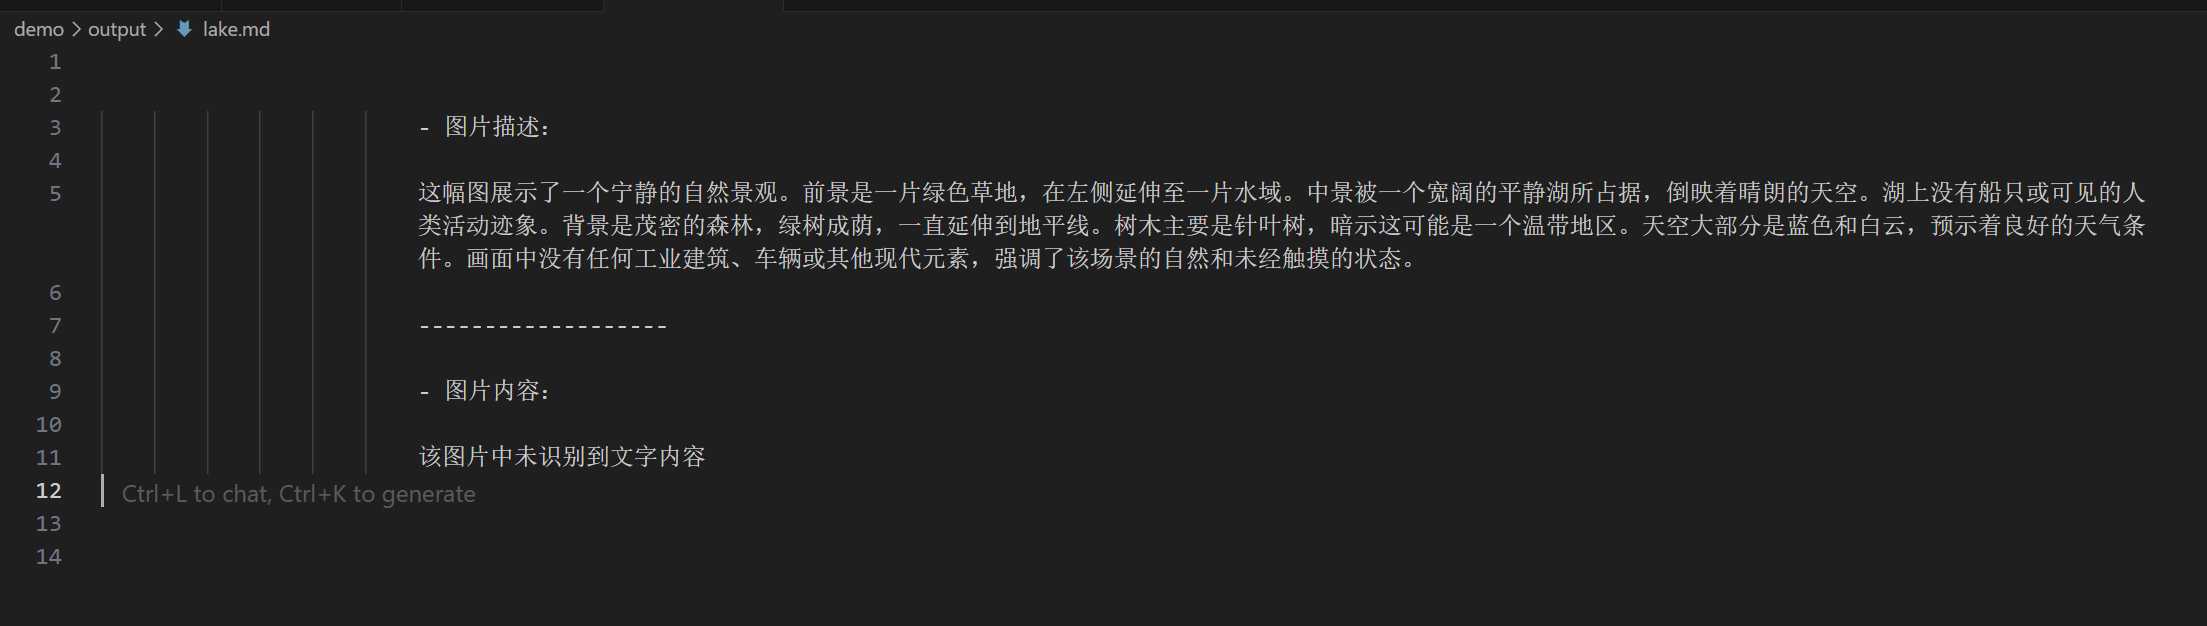 demo > output > lake.md
1
2
3 - 图片描述：
4
5 这幅图展示了一个宁静的自然景观。前景是一片绿色草地，在左侧延伸至一片水域。中景被一个宽阔的平静湖所占据，倒映着晴朗的天空。湖上没有船只或可见的人
类活动迹象。背景是茂密的森林，绿树成荫，一直延伸到地平线。树木主要是针叶树，暗示这可能是一个温带地区。天空大部分是蓝色和白云，预示着良好的天气条
件。画面中没有任何工业建筑、车辆或其他现代元素，强调了该场景的自然和未经触摸的状态。
6
7 -------------------
8
9 - 图片内容：
10
11 该图片中未识别到文字内容
12 Ctrl+L to chat, Ctrl+K to generate
13
14